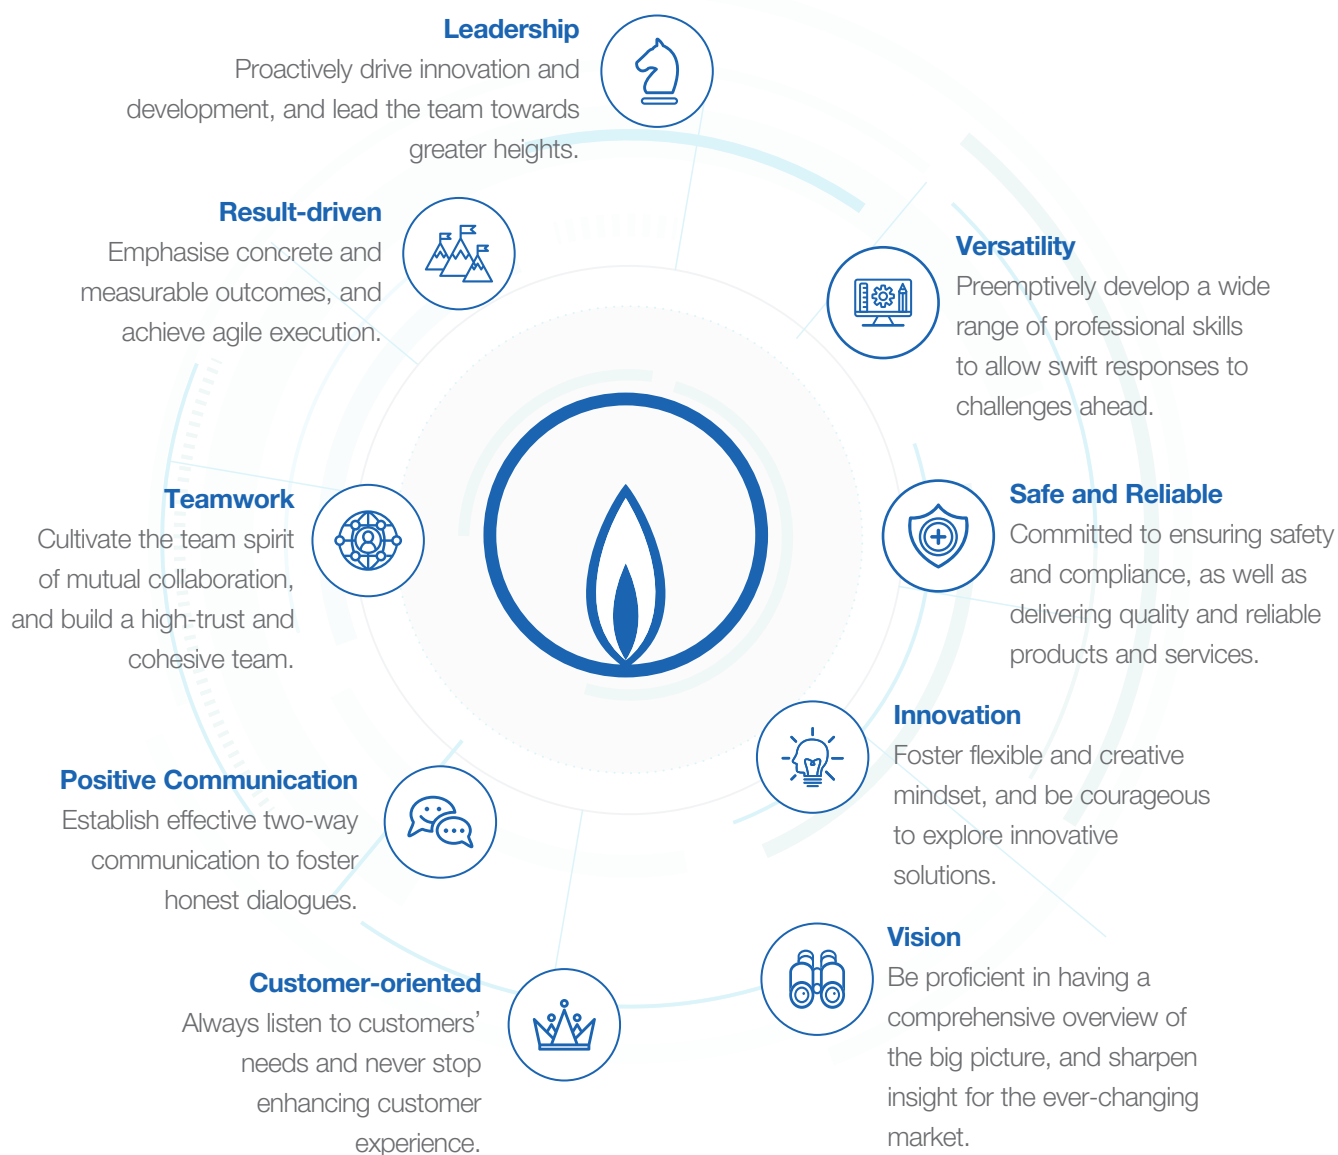 Leadership
Proactively drive innovation and
development, and lead the team towards
greater heights.
Result-driven
Emphasise concrete and
measurable outcomes, and
achieve agile execution.
Versatility
Preemptively develop a wide
range of professional skills
to allow swift responses to
challenges ahead.
Teamwork
Cultivate the team spirit
of mutual collaboration,
and build a high-trust and
cohesive team.
Safe and Reliable
Committed to ensuring safety
and compliance, as well as
delivering quality and reliable
products and services.
Positive Communication
Establish effective two-way
communication to foster
honest dialogues.
Innovation
Foster flexible and creative
mindset, and be courageous
to explore innovative
solutions.
Customer-oriented
Always listen to customers’
needs and never stop
enhancing customer
experience.
Vision
Be proficient in having a
comprehensive overview of
the big picture, and sharpen
insight for the ever-changing
market.